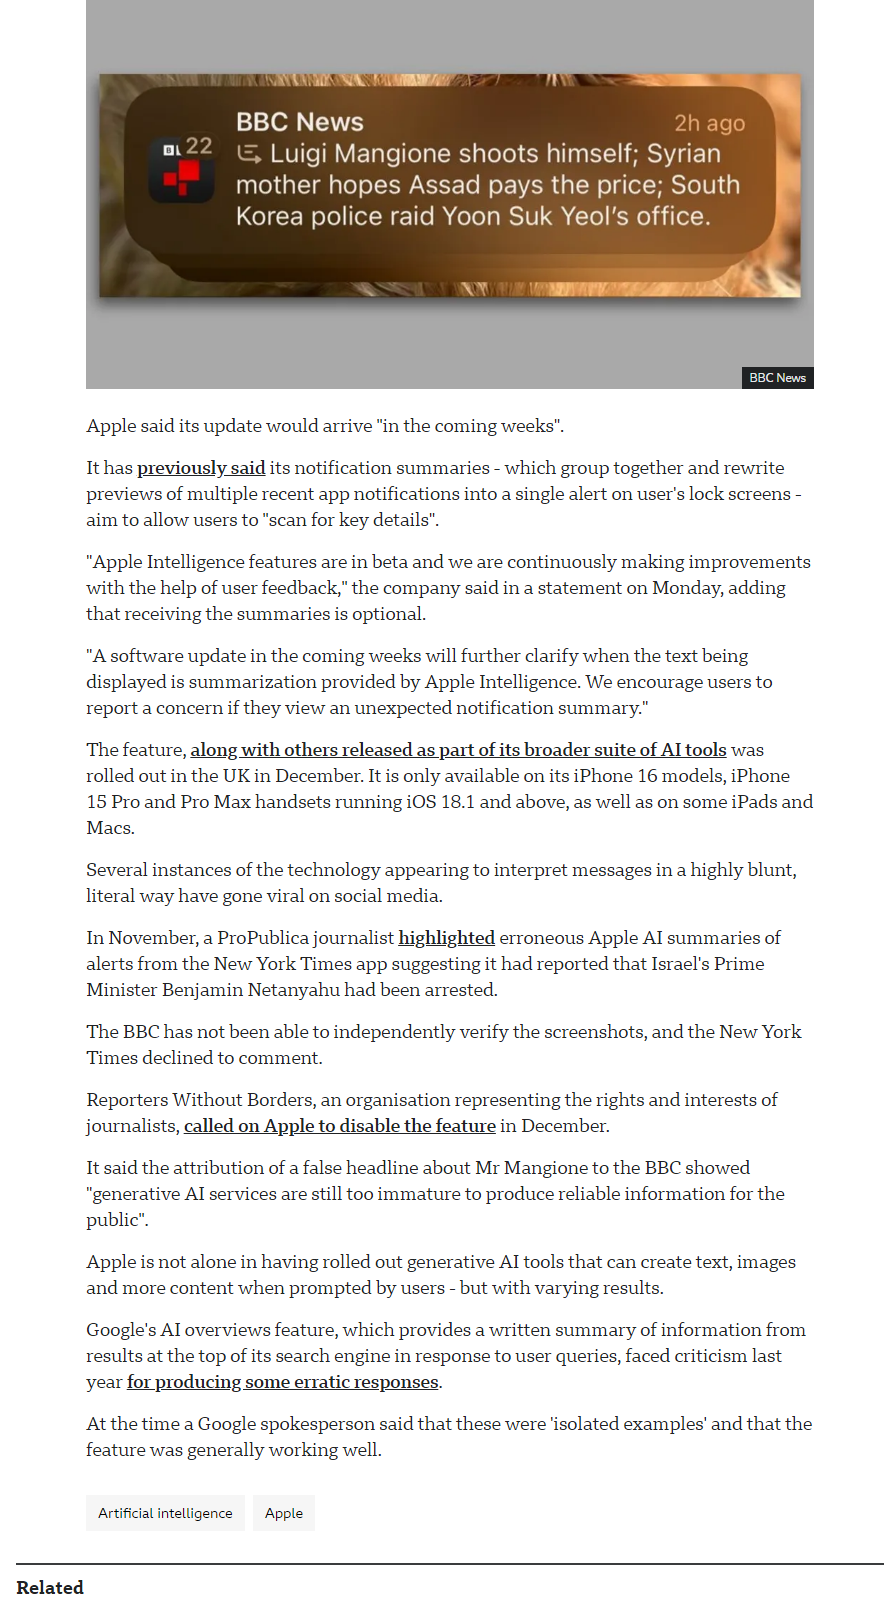 BBC News
2h ago
22
Luigi Mangione shoots himself; Syrian
mother hopes Assad pays the price; South
Korea police raid Yoon Suk Yeol’s office.
BBC News
Apple said its update would arrive "in the coming weeks".
It has previously said its notification summaries - which group together and rewrite
previews of multiple recent app notifications into a single alert on user's lock screens -
aim to allow users to "scan for key details".
"Apple Intelligence features are in beta and we are continuously making improvements
with the help of user feedback," the company said in a statement on Monday, adding
that receiving the summaries is optional.
"A software update in the coming weeks will further clarify when the text being
displayed is summarization provided by Apple Intelligence. We encourage users to
report a concern if they view an unexpected notification summary."
The feature, along with others released as part of its broader suite of AI tools was
rolled out in the UK in December. It is only available on its iPhone 16 models, iPhone
15 Pro and Pro Max handsets running iOS 18.1 and above, as well as on some iPads and
Macs.
Several instances of the technology appearing to interpret messages in a highly blunt,
literal way have gone viral on social media.
In November, a ProPublica journalist highlighted erroneous Apple AI summaries of
alerts from the New York Times app suggesting it had reported that Israel's Prime
Minister Benjamin Netanyahu had been arrested.
The BBC has not been able to independently verify the screenshots, and the New York
Times declined to comment.
Reporters Without Borders, an organisation representing the rights and interests of
journalists, called on Apple to disable the feature in December.
It said the attribution of a false headline about Mr Mangione to the BBC showed
"generative AI services are still too immature to produce reliable information for the
public".
Apple is not alone in having rolled out generative AI tools that can create text, images
and more content when prompted by users - but with varying results.
Google's AI overviews feature, which provides a written summary of information from
results at the top of its search engine in response to user queries, faced criticism last
year for producing some erratic responses.
At the time a Google spokesperson said that these were 'isolated examples' and that the
feature was generally working well.
Artificial intelligence
Apple
Related